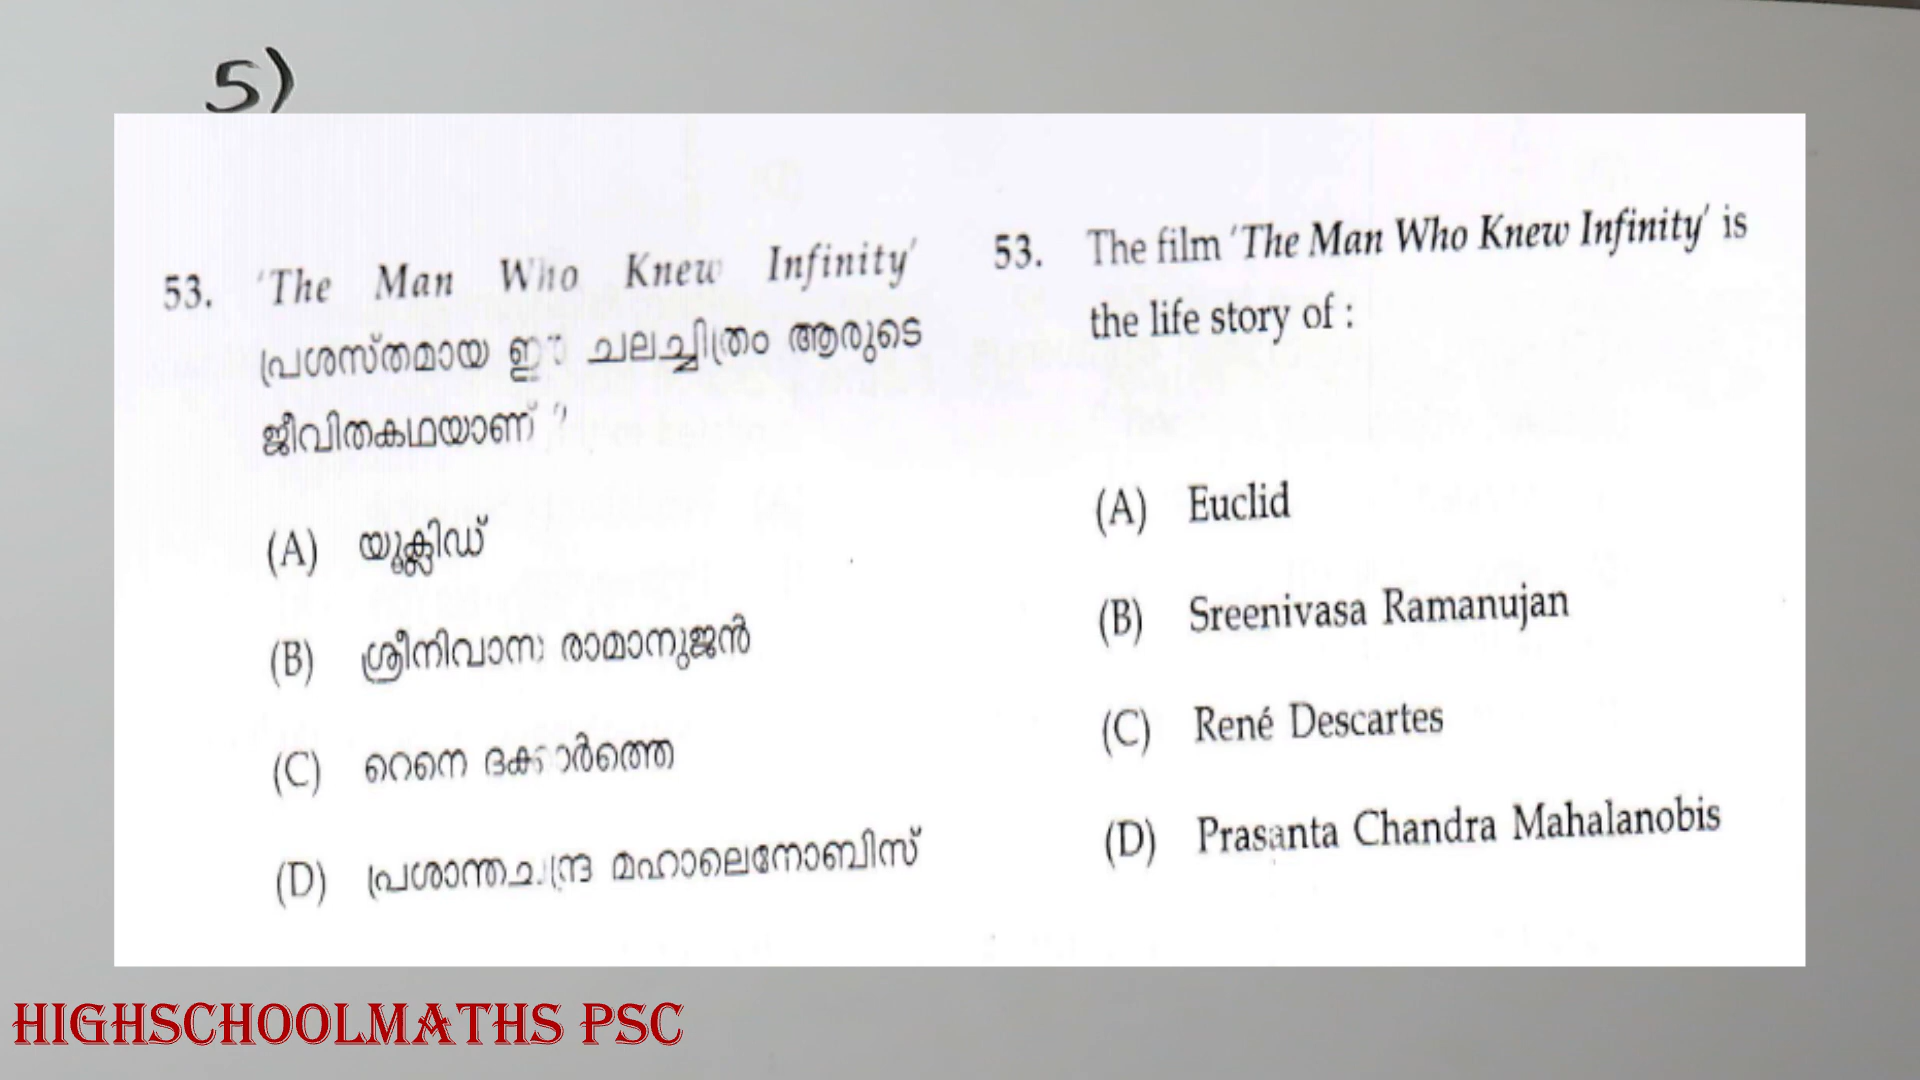 5)
53. 'The Man Who Knew Infinity'
പ്രശസ്തമായ ഈ ചലച്ചിത്രം ആരുടെ
ജീവിതകഥയാണ് ?
(A) യൂക്ലിഡ്
(B) ശ്രീനിവാസ രാമാനുജൻ
(C) റെനെ ദക്കാർത്തെ
(D) പ്രശാന്തചന്ദ്ര മഹാലെനോബിസ്
53. The film 'The Man Who Knew Infinity' is
the life story of :
(A) Euclid
(B) Sreenivasa Ramanujan
(C) René Descartes
(D) Prasanta Chandra Mahalanobis
HIGHSCHOOLMATHS PSC